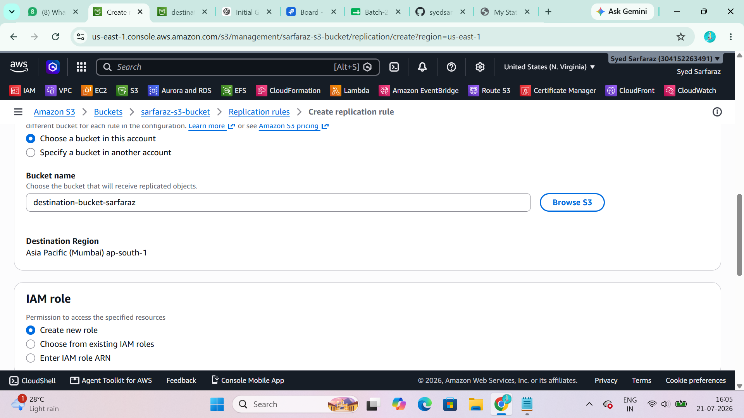 (8) Wha
Create r
destina
Initial G
Beard -
Batch-2
syedsar
My Star
Ask Gemini
us-east-1.console.aws.amazon.com/s3/management/sarfaraz-s3-bucket/replication/create?region=us-east-1
aws
Search
[Alt+S]
United States (N. Virginia) ▼
Syed Sarfaraz (304152263491) ▼
Syed Sarfaraz
IAM
VPC
EC2
S3
Aurora and RDS
EFS
CloudFormation
Lambda
Amazon EventBridge
Route 53
Certificate Manager
CloudFront
CloudWatch
Amazon S3 > Buckets > sarfaraz-s3-bucket > Replication rules > Create replication rule
different bucket for each rule in the configuration. Learn more or see Amazon S3 pricing
Choose a bucket in this account
Specify a bucket in another account
Bucket name
Choose the bucket that will receive replicated objects.
destination-bucket-sarfaraz
Browse S3
Destination Region
Asia Pacific (Mumbai) ap-south-1
IAM role
Permission to access the specified resources
Create new role
Choose from existing IAM roles
Enter IAM role ARN
CloudShell
Agent Toolkit for AWS
Feedback
Console Mobile App
© 2026, Amazon Web Services, Inc. or its affiliates.
Privacy
Terms
Cookie preferences
1
28°C
Light rain
Search
ENG
IN
16:05
21-07-2026